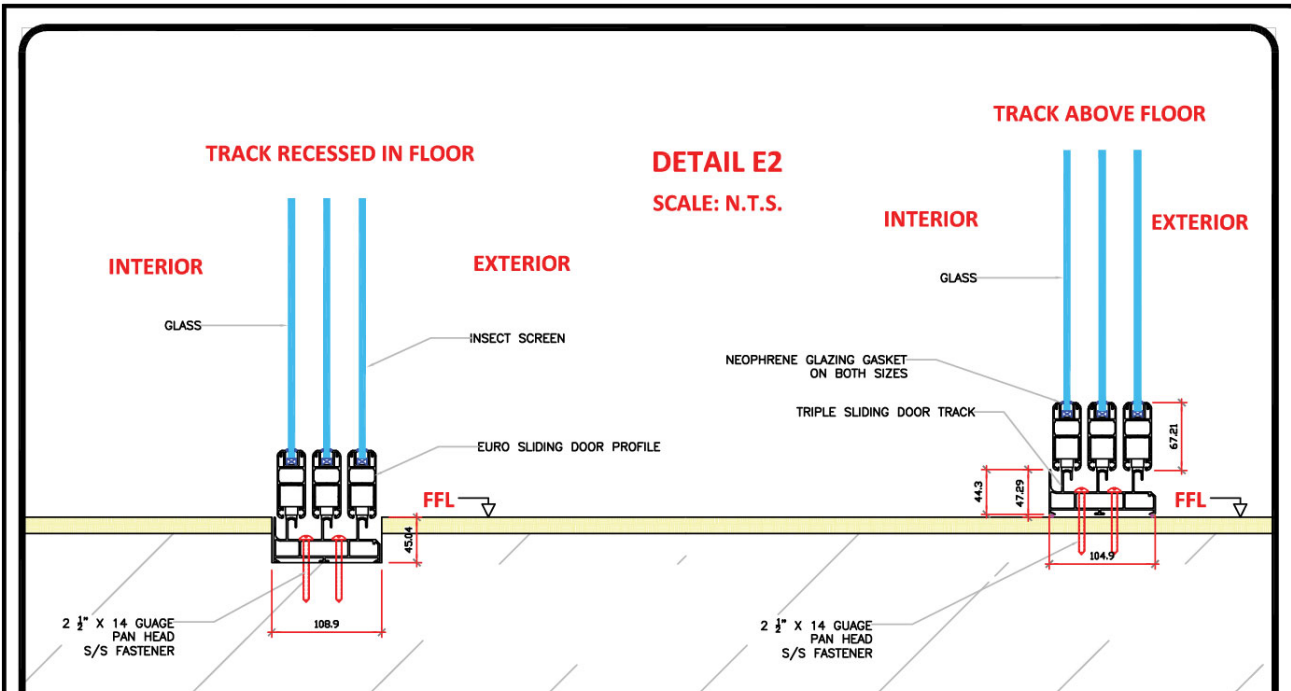 TRACK RECESSED IN FLOOR
INTERIOR
EXTERIOR
GLASS
INSECT SCREEN
EURO SLIDING DOOR PROFILE
FFL
45.04
108.9
2 ½" X 14 GUAGE
PAN HEAD
S/S FASTENER
DETAIL E2
SCALE: N.T.S.
TRACK ABOVE FLOOR
INTERIOR
EXTERIOR
GLASS
NEOPHRENE GLAZING GASKET
ON BOTH SIZES
TRIPLE SLIDING DOOR TRACK
67.21
44.3
47.29
FFL
104.9
2 ½" X 14 GUAGE
PAN HEAD
S/S FASTENER